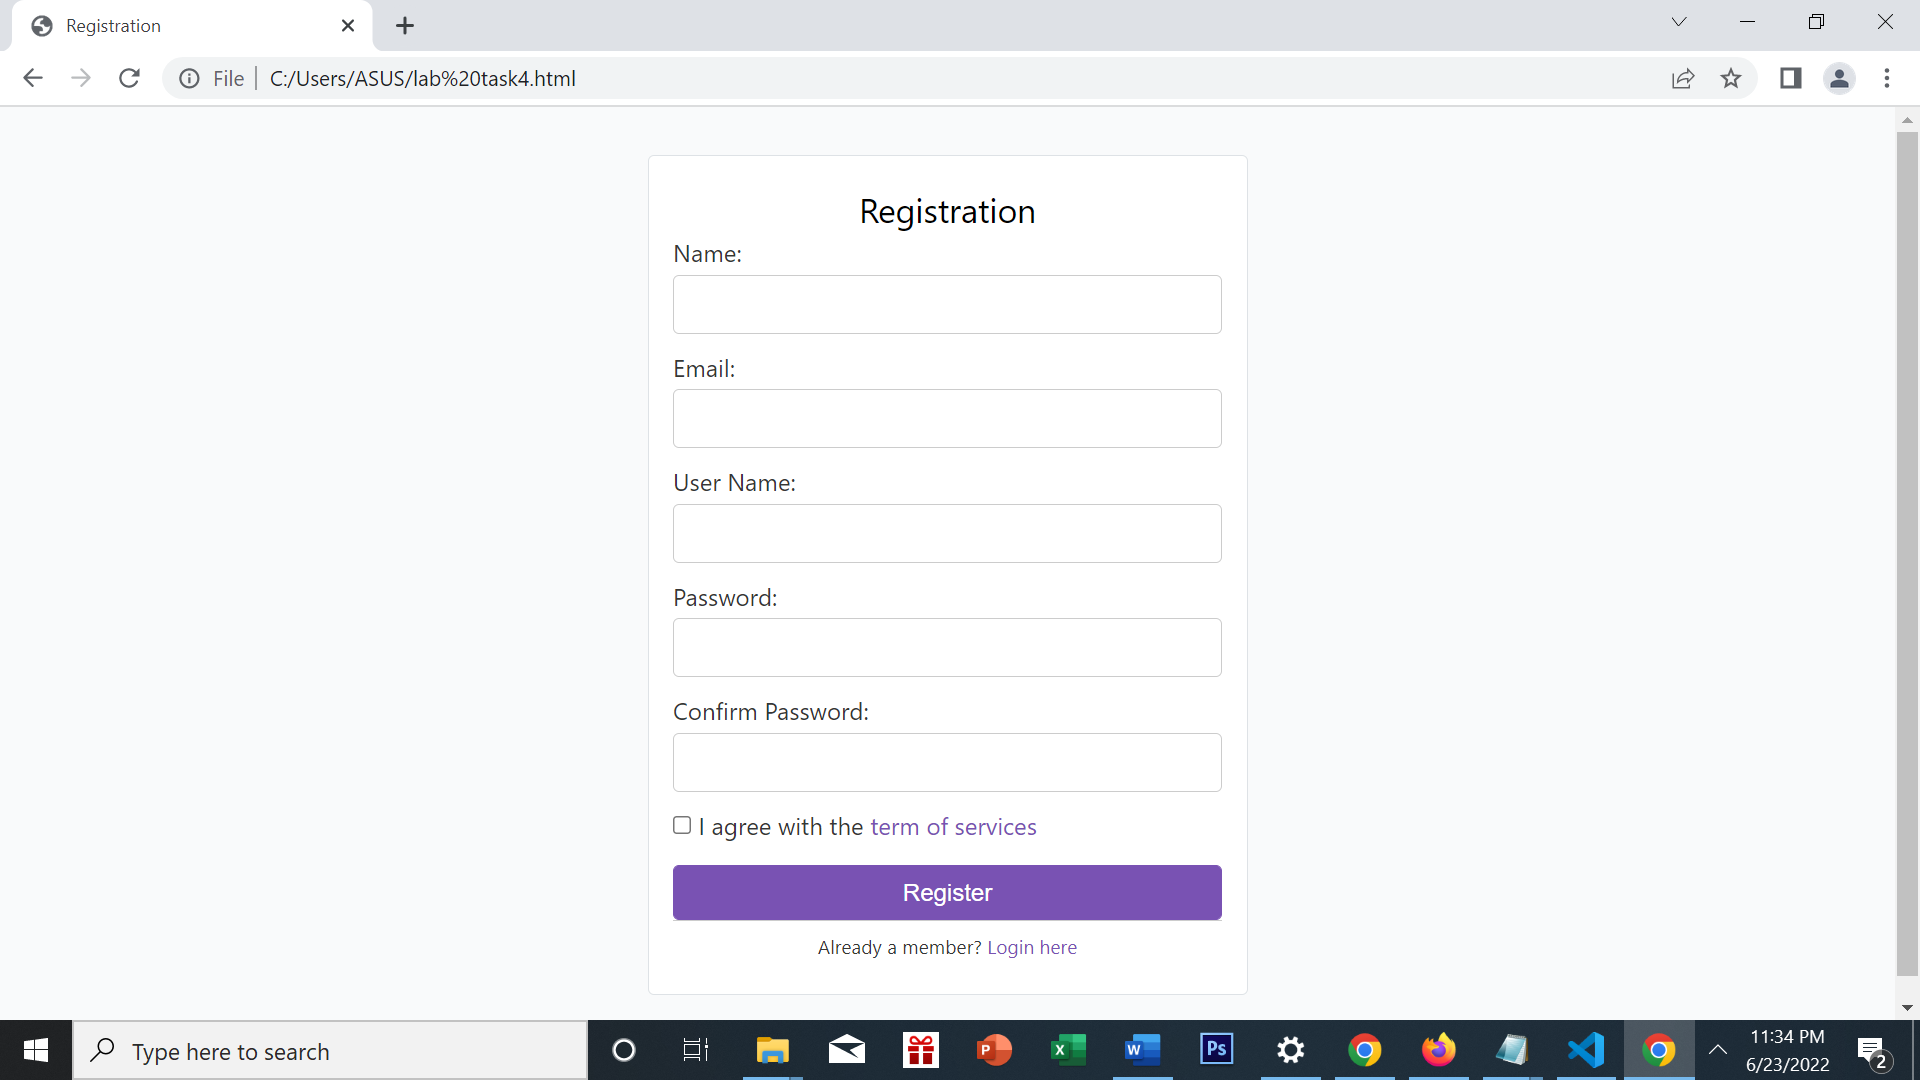 Registration
File
C:/Users/ASUS/lab%20task4.html
Registration
Name:
Email:
User Name:
Password:
Confirm Password:
I agree with the term of services
Register
Already a member? Login here
Type here to search
P
X
W
Ps
11:34 PM
6/23/2022
2